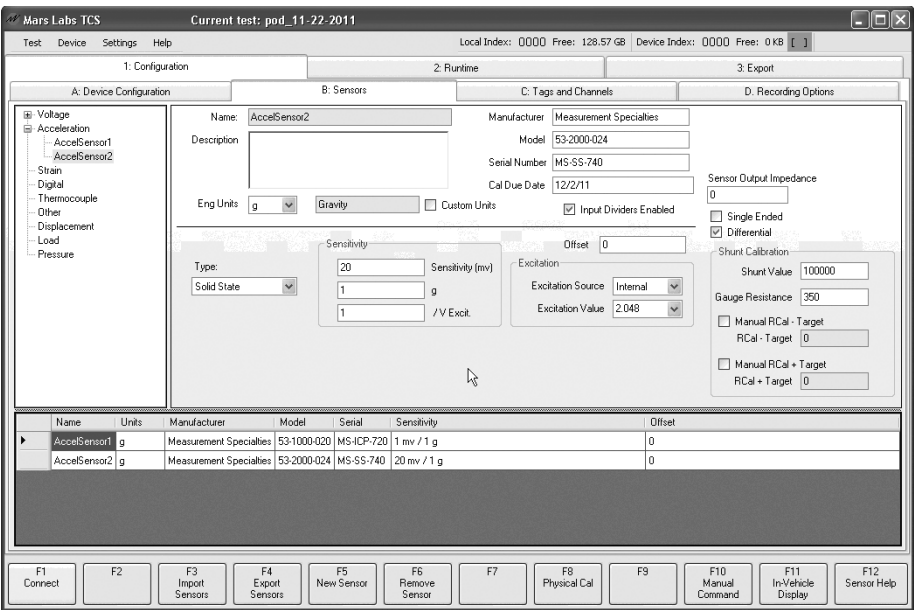 Mars Labs TCS Current test: pod_11-22-2011
Test Device Settings Help Local Index: 0000 Free: 128.57 GB Device Index: 0000 Free: 0 KB [ ]
1: Configuration 2: Runtime 3: Export
A: Device Configuration B: Sensors C: Tags and Channels D. Recording Options
Voltage
Acceleration
AccelSensor1
AccelSensor2
Strain
Digital
Thermocouple
Other
Displacement
Load
Pressure
Name: AccelSensor2
Description
Eng Units g Gravity Custom Units
Manufacturer Measurement Specialties
Model 53-2000-024
Serial Number MS-SS-740
Cal Due Date 12/2/11
Input Dividers Enabled
Sensor Output Impedance
0
Single Ended
Differential
Type:
Solid State
Sensitivity
20 Sensitivity (mv)
1 g
1 / V Excit.
Offset 0
Excitation
Excitation Source Internal
Excitation Value 2.048
Shunt Calibration
Shunt Value 100000
Gauge Resistance 350
Manual RCal - Target
RCal - Target 0
Manual RCal + Target
RCal + Target 0
Name Units Manufacturer Model Serial Sensitivity Offset
AccelSensor1 g Measurement Specialties 53-1000-020 MS-ICP-720 1 mv / 1 g 0
AccelSensor2 g Measurement Specialties 53-2000-024 MS-SS-740 20 mv / 1 g 0
F1 Connect
F2
F3 Import Sensors
F4 Export Sensors
F5 New Sensor
F6 Remove Sensor
F7
F8 Physical Cal
F9
F10 Manual Command
F11 In-Vehicle Display
F12 Sensor Help